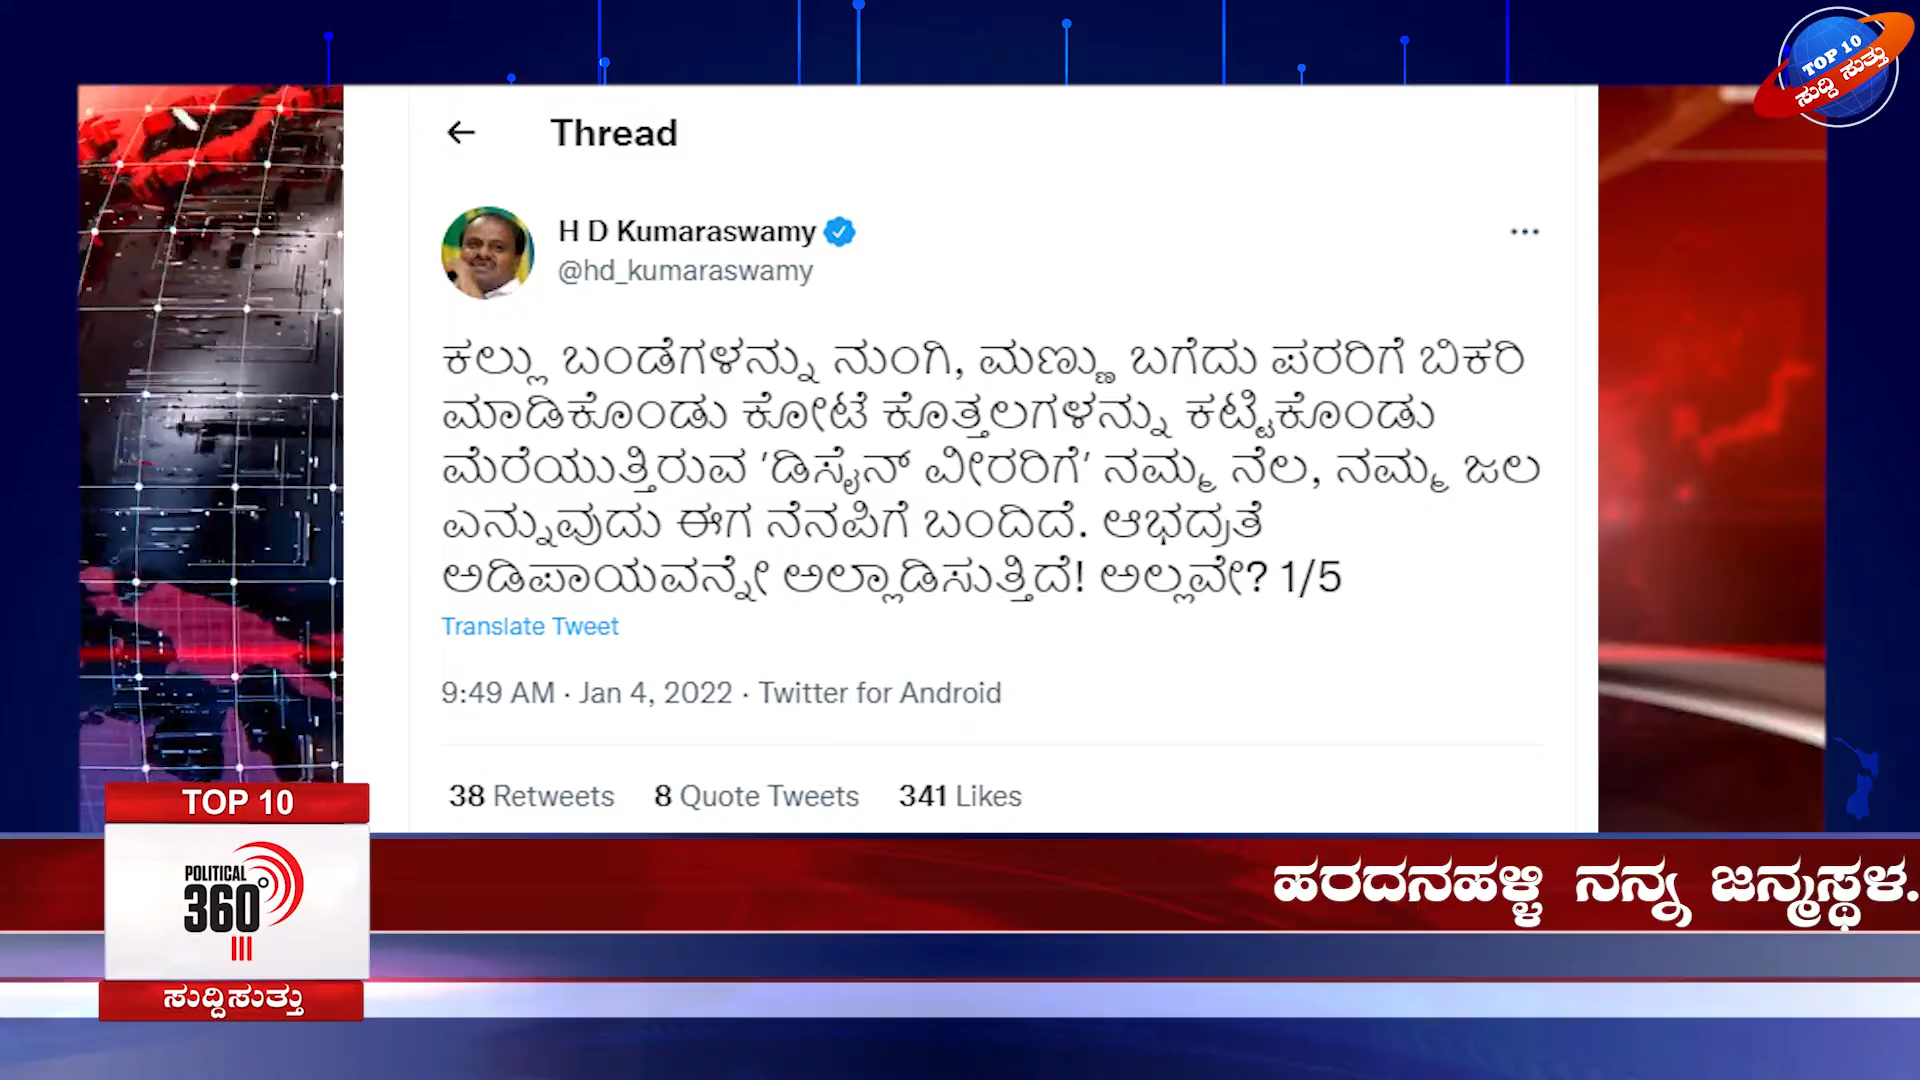 TOP 10
ಸುದ್ದಿ ಸುತ್ತು
Thread
H D Kumaraswamy
@hd_kumaraswamy
ಕಲ್ಲು ಬಂಡೆಗಳನ್ನು ನುಂಗಿ, ಮಣ್ಣು ಬಗೆದು ಪರರಿಗೆ ಬಿಕರಿ
ಮಾಡಿಕೊಂಡು ಕೋಟೆ ಕೊತ್ತಲಗಳನ್ನು ಕಟ್ಟಿಕೊಂಡು
ಮೆರೆಯುತ್ತಿರುವ 'ಡಿಸೈನ್ ವೀರರಿಗೆ' ನಮ್ಮ ನೆಲ, ನಮ್ಮ ಜಲ
ಎನ್ನುವುದು ಈಗ ನೆನಪಿಗೆ ಬಂದಿದೆ. ಆಭದ್ರತೆ
ಅಡಿಪಾಯವನ್ನೇ ಅಲ್ಲಾಡಿಸುತ್ತಿದೆ! ಅಲ್ಲವೇ? 1/5
Translate Tweet
9:49 AM · Jan 4, 2022 · Twitter for Android
38 Retweets 8 Quote Tweets 341 Likes
TOP 10
POLITICAL
360°
ಸುದ್ದಿಸುತ್ತು
ಹರದನಹಳ್ಳಿ ನನ್ನ ಜನ್ಮಸ್ಥಳ.